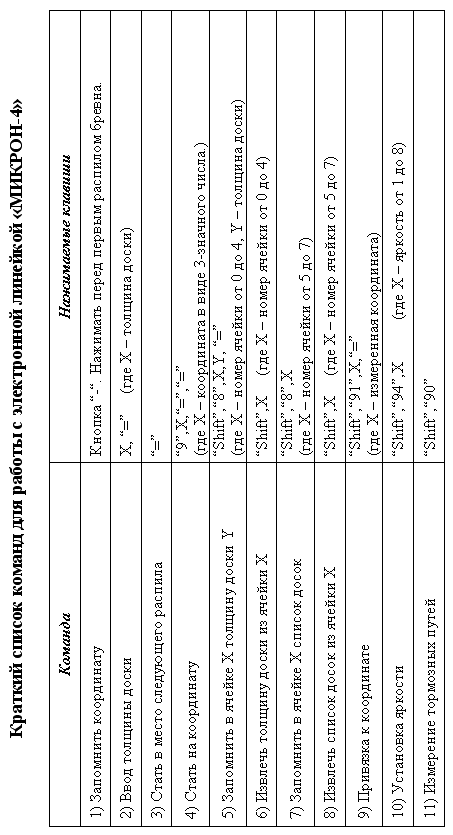 Краткий список команд для работы с электронной линейкой «МИКРОН-4»
Команда Нажимаемые клавиши
1) Запомнить координату Кнопка “-“. Нажимать перед первым распилом бревна.
2) Ввод толщины доски X, “=” (где X – толщина доски)
3) Стать в место следующего распила “=”
4) Стать на координату “9”,X,“=”,“=”
(где X – координата в виде 3-значного числа.)
5) Запомнить в ячейке X толщину доски Y “Shift”,“8”,X,Y,“=”
(где X – номер ячейки от 0 до 4, Y – толщина доски)
6) Извлечь толщину доски из ячейки X “Shift”,X (где X – номер ячейки от 0 до 4)
7) Запомнить в ячейке X список досок “Shift”,“8”,X
(где X – номер ячейки от 5 до 7)
8) Извлечь список досок из ячейки X “Shift”,X (где X – номер ячейки от 5 до 7)
9) Привязка к координате “Shift”,“91”,X,“=”
(где X – измеренная координата)
10) Установка яркости “Shift”,“94”,X (где X – яркость от 1 до 8)
11) Измерение тормозных путей “Shift”,“90”